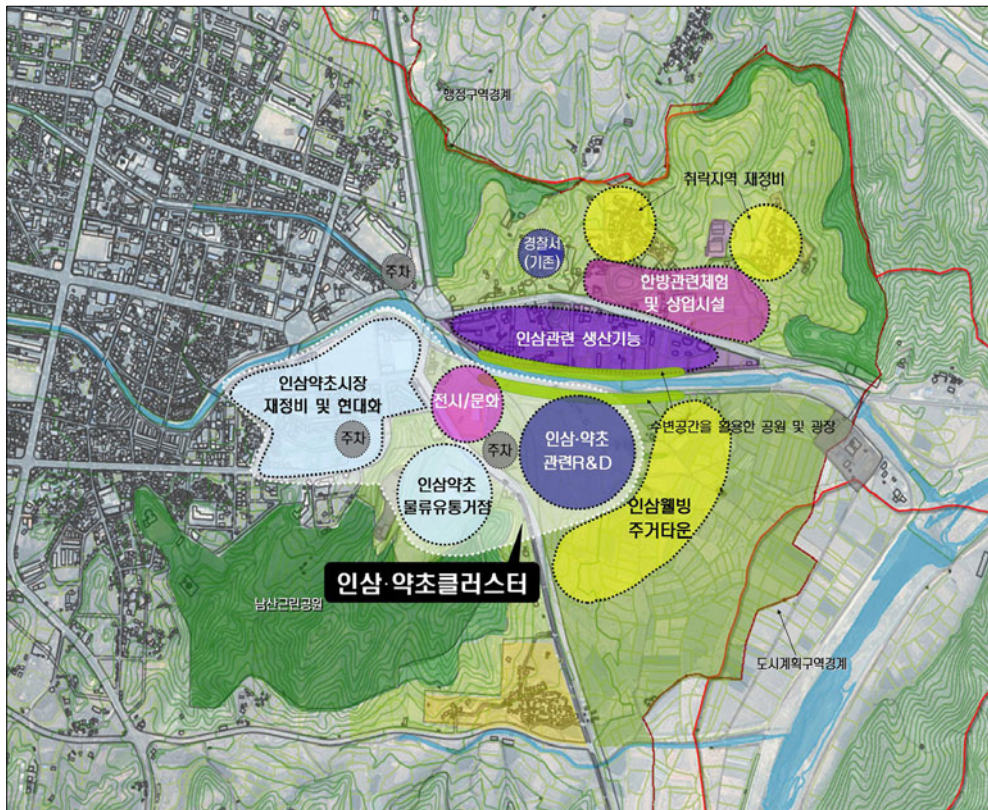 행정구역경계
취락지역 재정비
경찰서
(기존)
주차
한방관련체험
및 상업시설
인삼관련 생산기능
인삼약초시장
재정비 및 현대화
전시/문화
수변공간을 활용한 공원 및 광장
주차
주차
인삼·약초
관련R&D
인삼약초
물류유통거점
인삼웰빙
주거타운
인삼·약초클러스터
남산근린공원
도시계획구역경계